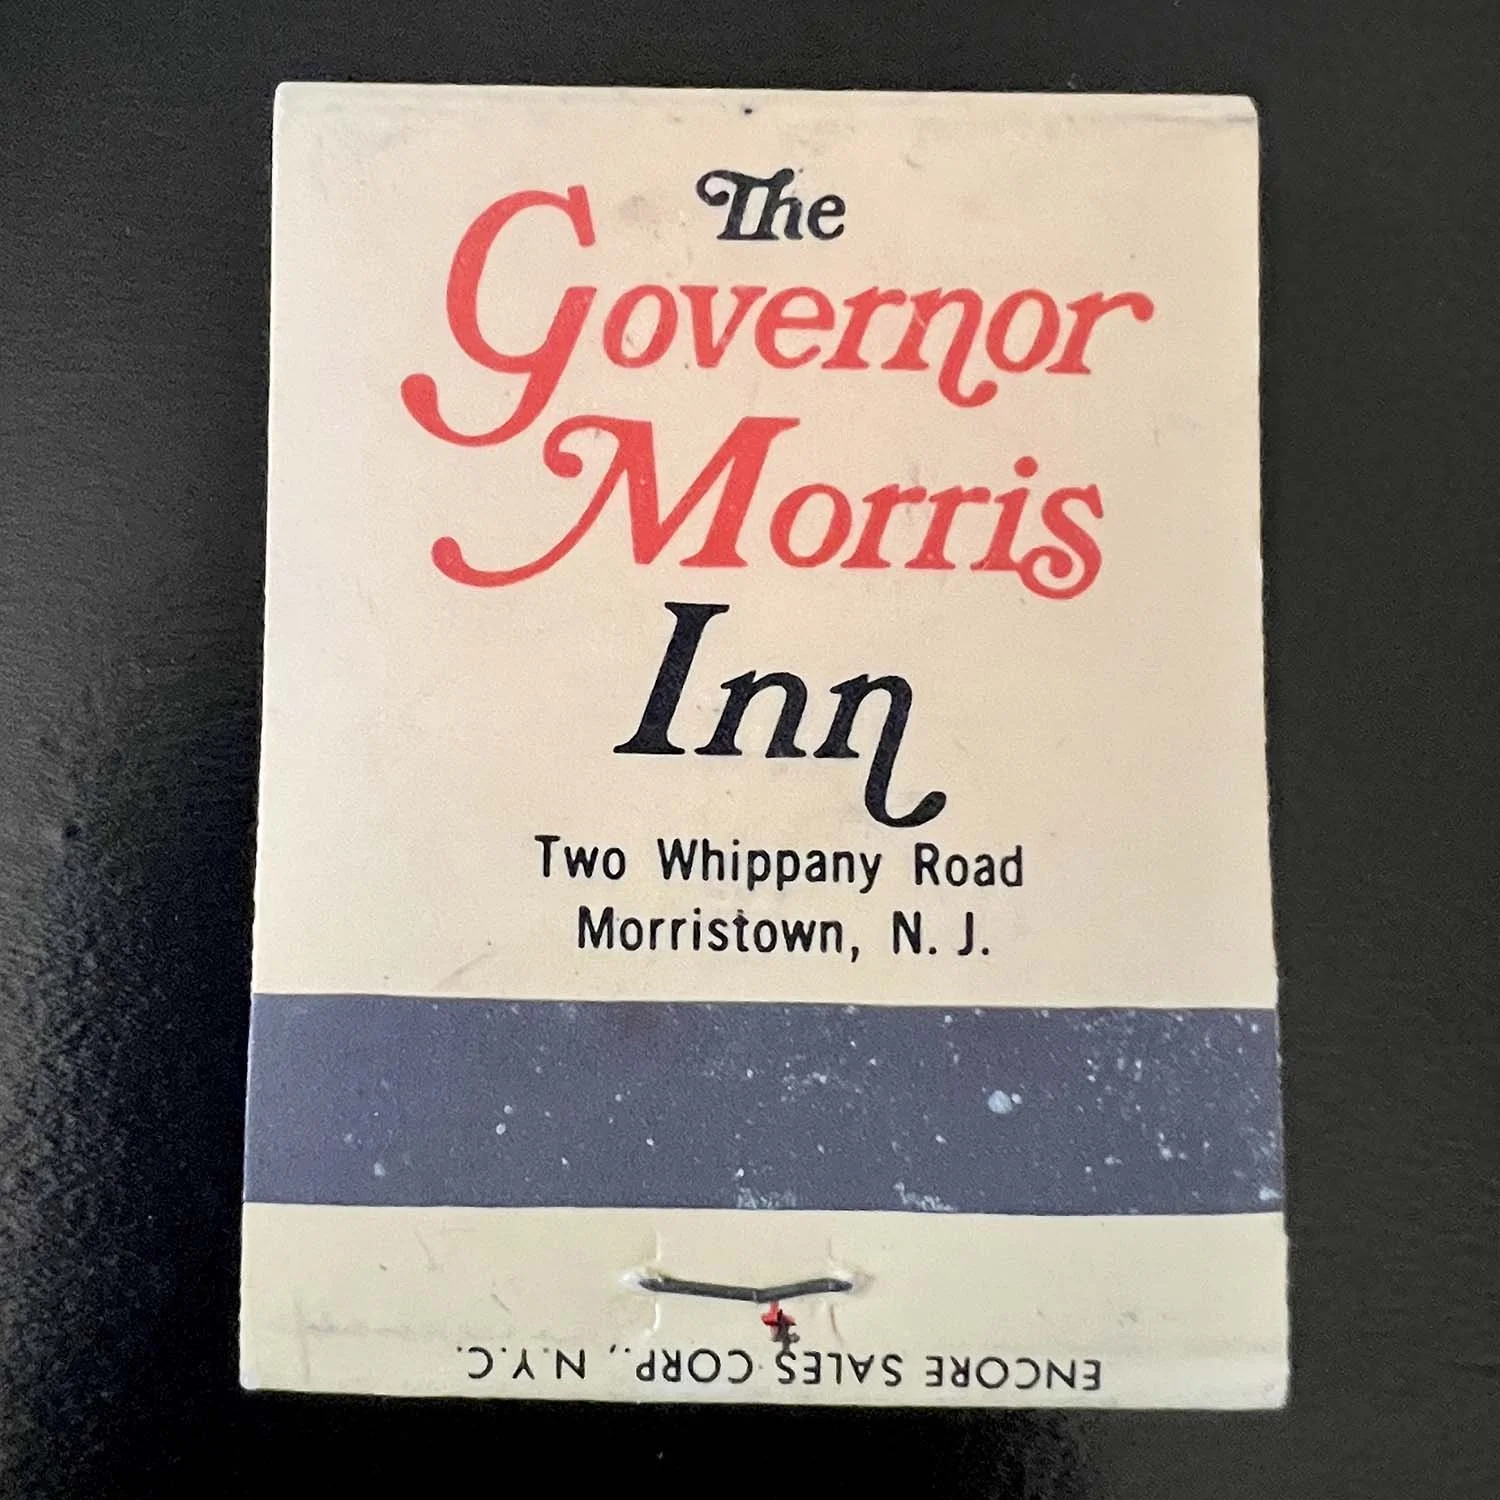 The
Governor
Morris
Inn
Two Whippany Road
Morristown, N. J.
ENCORE SALES CORP., N.Y.C.